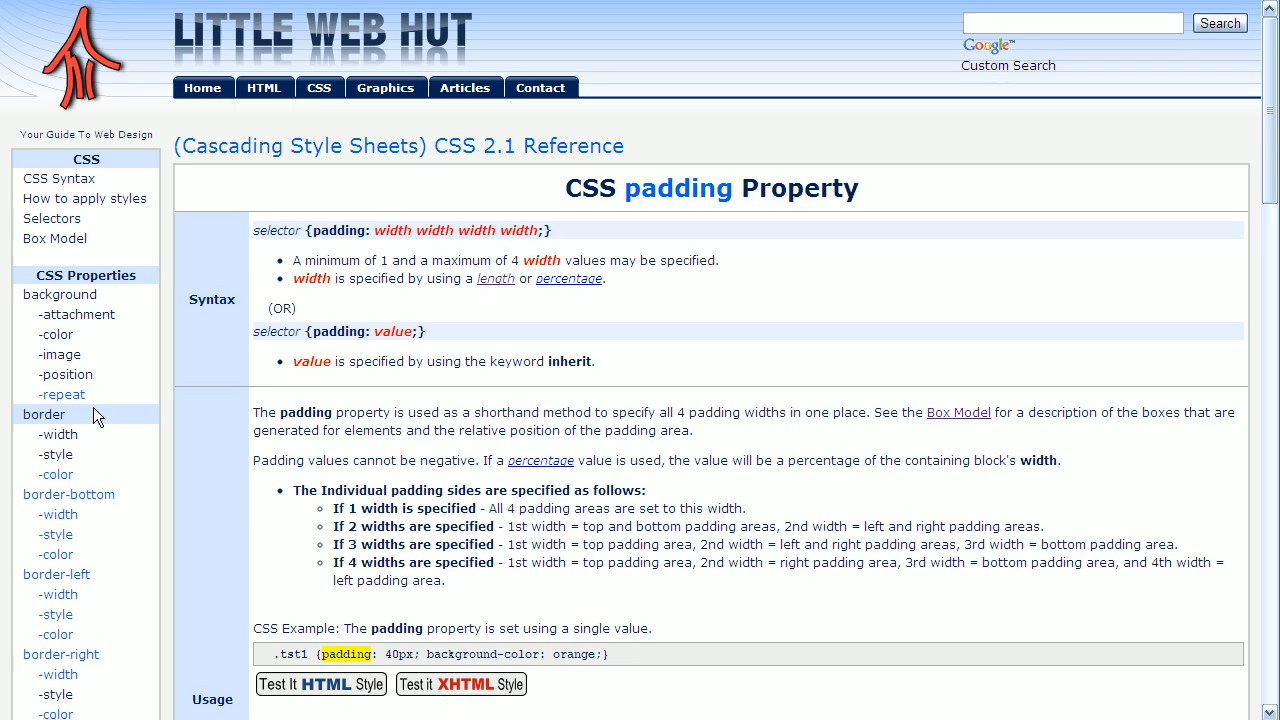 LITTLE WEB HUT
Search
Google™
Custom Search
Home HTML CSS Graphics Articles Contact
Your Guide To Web Design
CSS
CSS Syntax
How to apply styles
Selectors
Box Model
CSS Properties
background
-attachment
-color
-image
-position
-repeat
border
-width
-style
-color
border-bottom
-width
-style
-color
border-left
-width
-style
-color
border-right
-width
-style
-color
(Cascading Style Sheets) CSS 2.1 Reference
CSS padding Property
Syntax
selector {padding: width width width width;}
• A minimum of 1 and a maximum of 4 width values may be specified.
• width is specified by using a length or percentage.
(OR)
selector {padding: value;}
• value is specified by using the keyword inherit.
Usage
The padding property is used as a shorthand method to specify all 4 padding widths in one place. See the Box Model for a description of the boxes that are
generated for elements and the relative position of the padding area.
Padding values cannot be negative. If a percentage value is used, the value will be a percentage of the containing block's width.
• The Individual padding sides are specified as follows:
◦ If 1 width is specified - All 4 padding areas are set to this width.
◦ If 2 widths are specified - 1st width = top and bottom padding areas, 2nd width = left and right padding areas.
◦ If 3 widths are specified - 1st width = top padding area, 2nd width = left and right padding areas, 3rd width = bottom padding area.
◦ If 4 widths are specified - 1st width = top padding area, 2nd width = right padding area, 3rd width = bottom padding area, and 4th width =
left padding area.
CSS Example: The padding property is set using a single value.
.tst1 {padding: 40px; background-color: orange;}
Test It HTML Style Test it XHTML Style